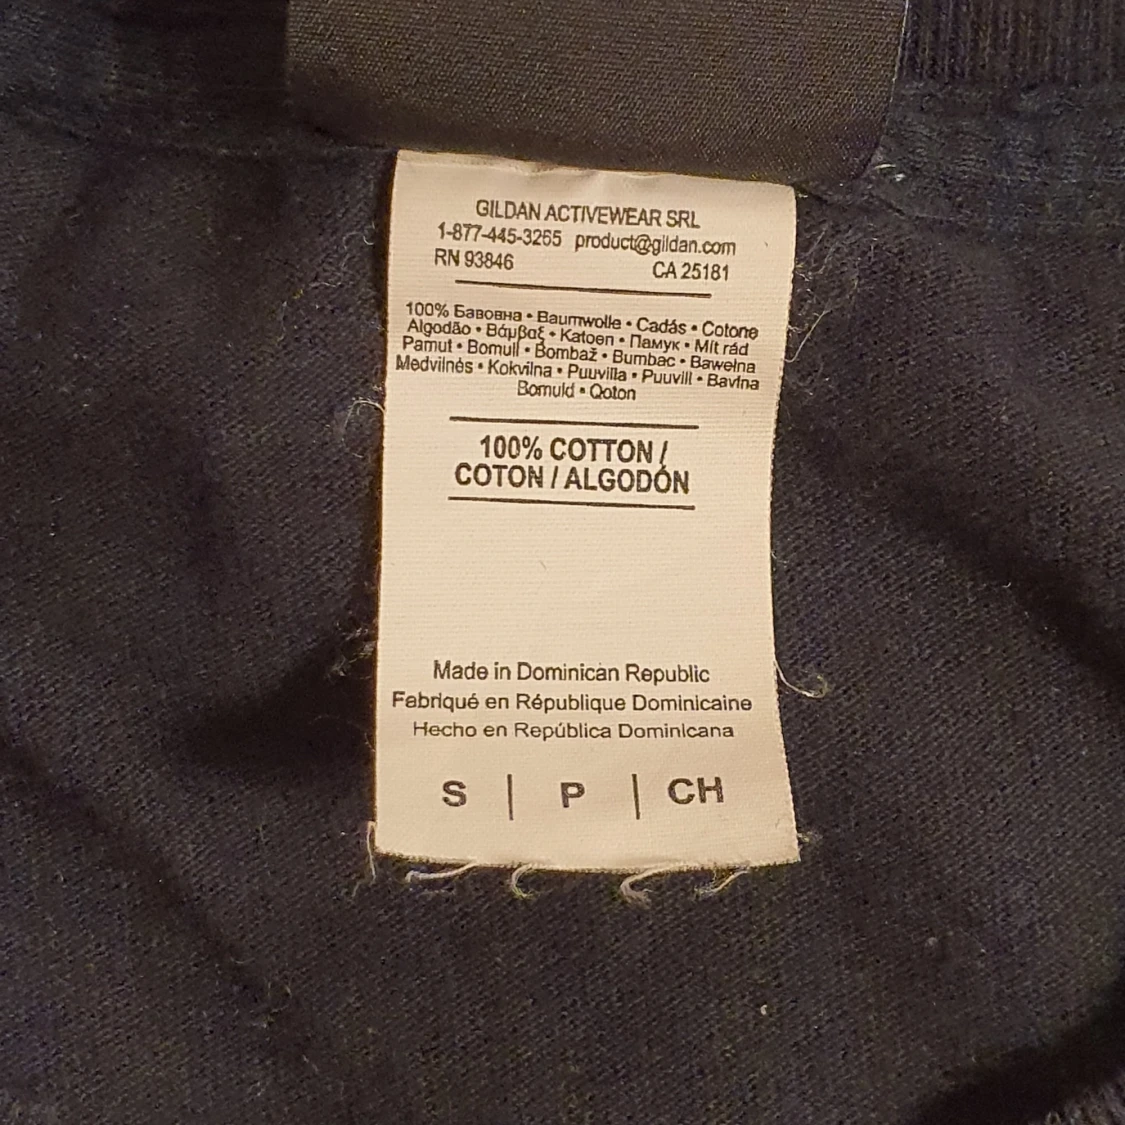 GILDAN ACTIVEWEAR SRL
1-877-445-3265 product@gildan.com
RN 93846 CA 25181
100% Бавовна • Baumwolle • Cadás • Cotone
Algodão • Βάμβαξ • Katoen • Памук • Mit rád
Pamut • Bomull • Bombaž • Bumbac • Bawełna
Medvilnės • Kokvilna • Puuvilla • Puuvill • Bavlna
Bomuld • Qoton
100% COTTON /
COTON / ALGODÓN
Made in Dominican Republic
Fabriqué en République Dominicaine
Hecho en República Dominicana
S | P | CH